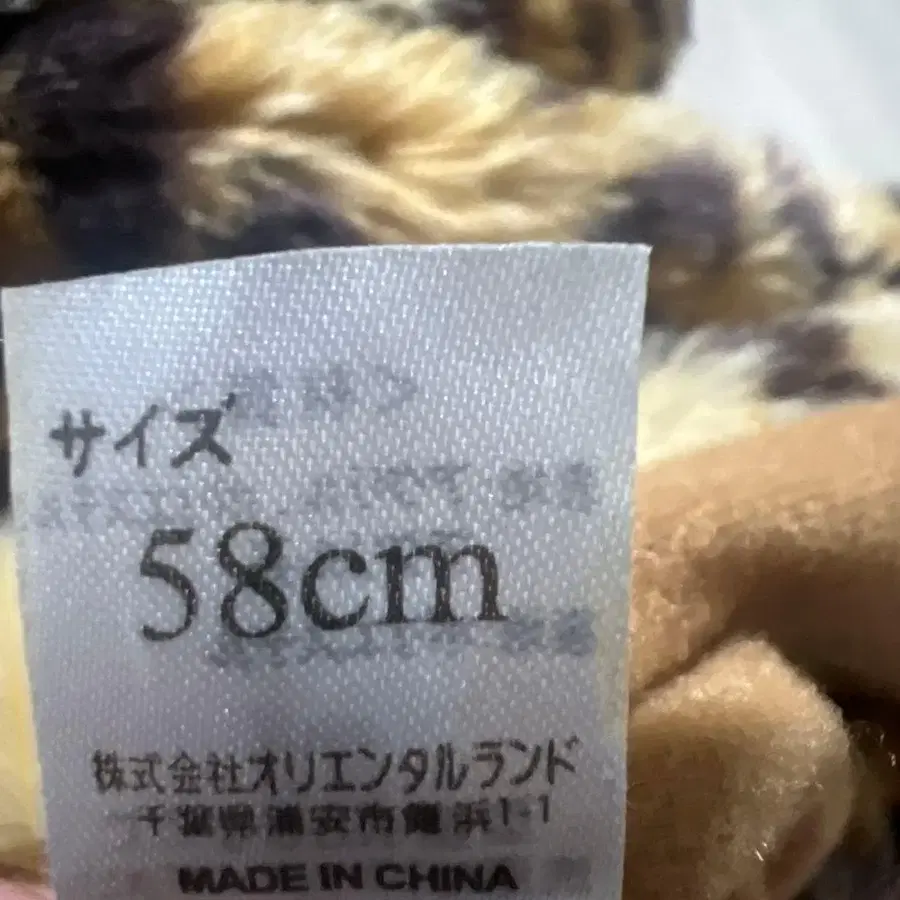 サイズ
58cm
株式会社オリエンタルランド
千葉県浦安市舞浜1-1
MADE IN CHINA